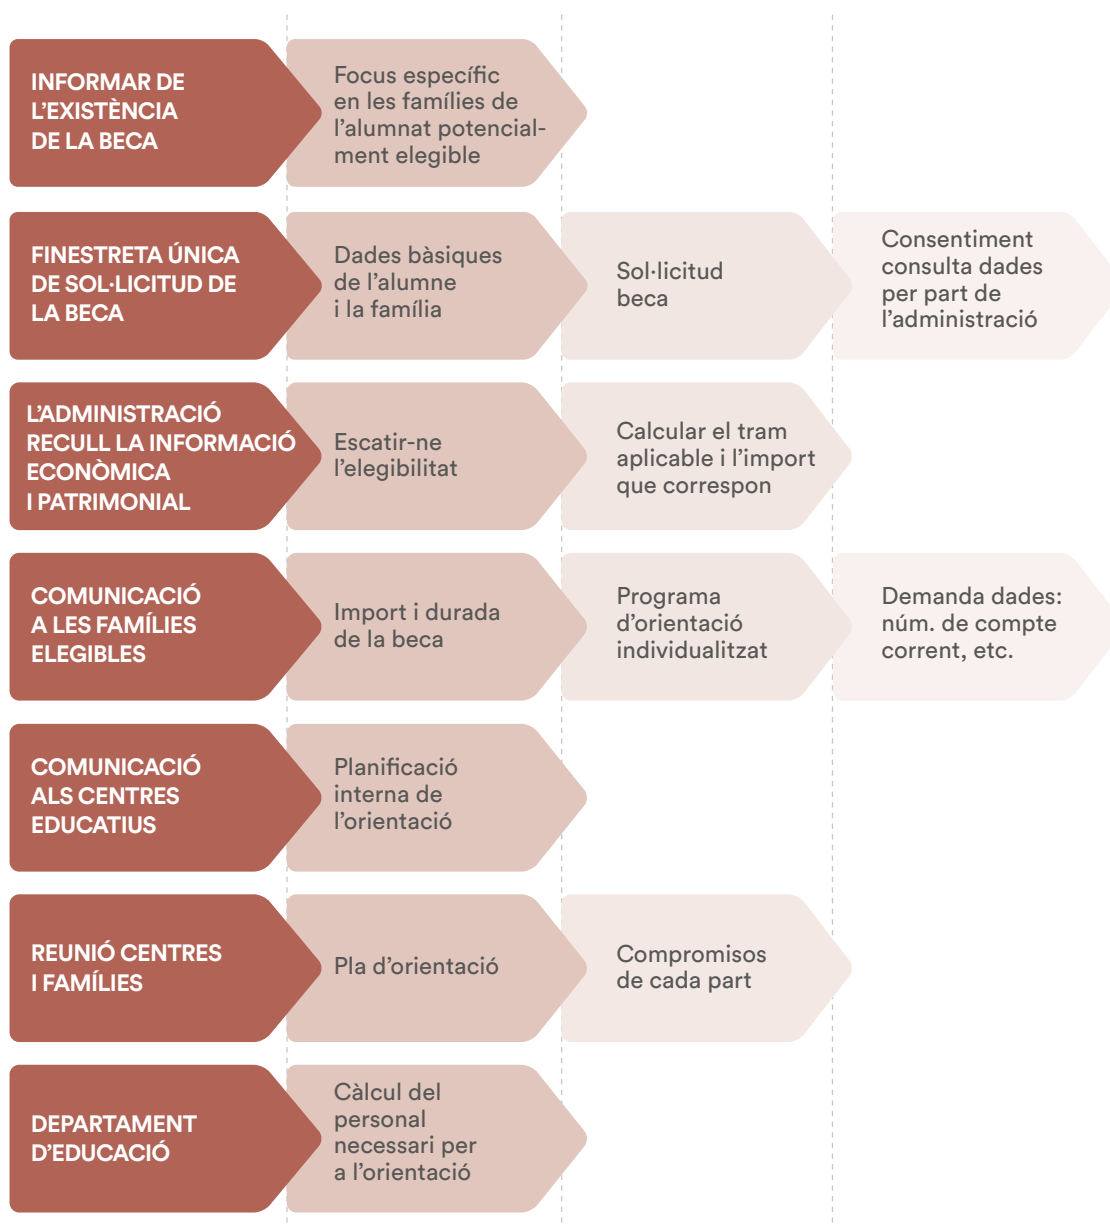 INFORMAR DE
L'EXISTÈNCIA
DE LA BECA
Focus específic
en les famílies de
l'alumnat potencial-
ment elegible
FINESTRETA ÚNICA
DE SOL·LICITUD DE
LA BECA
Dades bàsiques
de l'alumne
i la família
Sol·licitud
beca
Consentiment
consulta dades
per part de
l'administració
L'ADMINISTRACIÓ
RECULL LA INFORMACIÓ
ECONÒMICA
I PATRIMONIAL
Escatir-ne
l'elegibilitat
Calcular el tram
aplicable i l'import
que correspon
COMUNICACIÓ
A LES FAMÍLIES
ELEGIBLES
Import i durada
de la beca
Programa
d'orientació
individualitzat
Demanda dades:
núm. de compte
corrent, etc.
COMUNICACIÓ
ALS CENTRES
EDUCATIUS
Planificació
interna de
l'orientació
REUNIÓ CENTRES
I FAMÍLIES
Pla d'orientació
Compromisos
de cada part
DEPARTAMENT
D'EDUCACIÓ
Càlcul del
personal
necessari per
a l'orientació